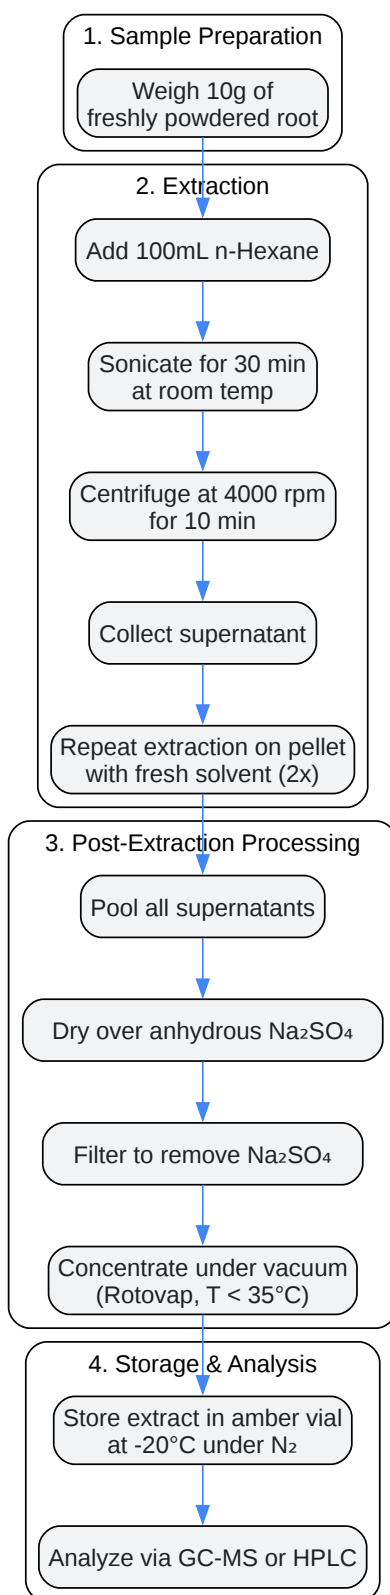 1. Sample Preparation
Weigh 10g of
freshly powdered root
2. Extraction
Add 100mL n-Hexane
Sonicate for 30 min
at room temp
Centrifuge at 4000 rpm
for 10 min
Collect supernatant
Repeat extraction on pellet
with fresh solvent (2x)
3. Post-Extraction Processing
Pool all supernatants
Dry over anhydrous Na₂SO₄
Filter to remove Na₂SO₄
Concentrate under vacuum
(Rotovap, T < 35°C)
4. Storage & Analysis
Store extract in amber vial
at -20°C under N₂
Analyze via GC-MS or HPLC